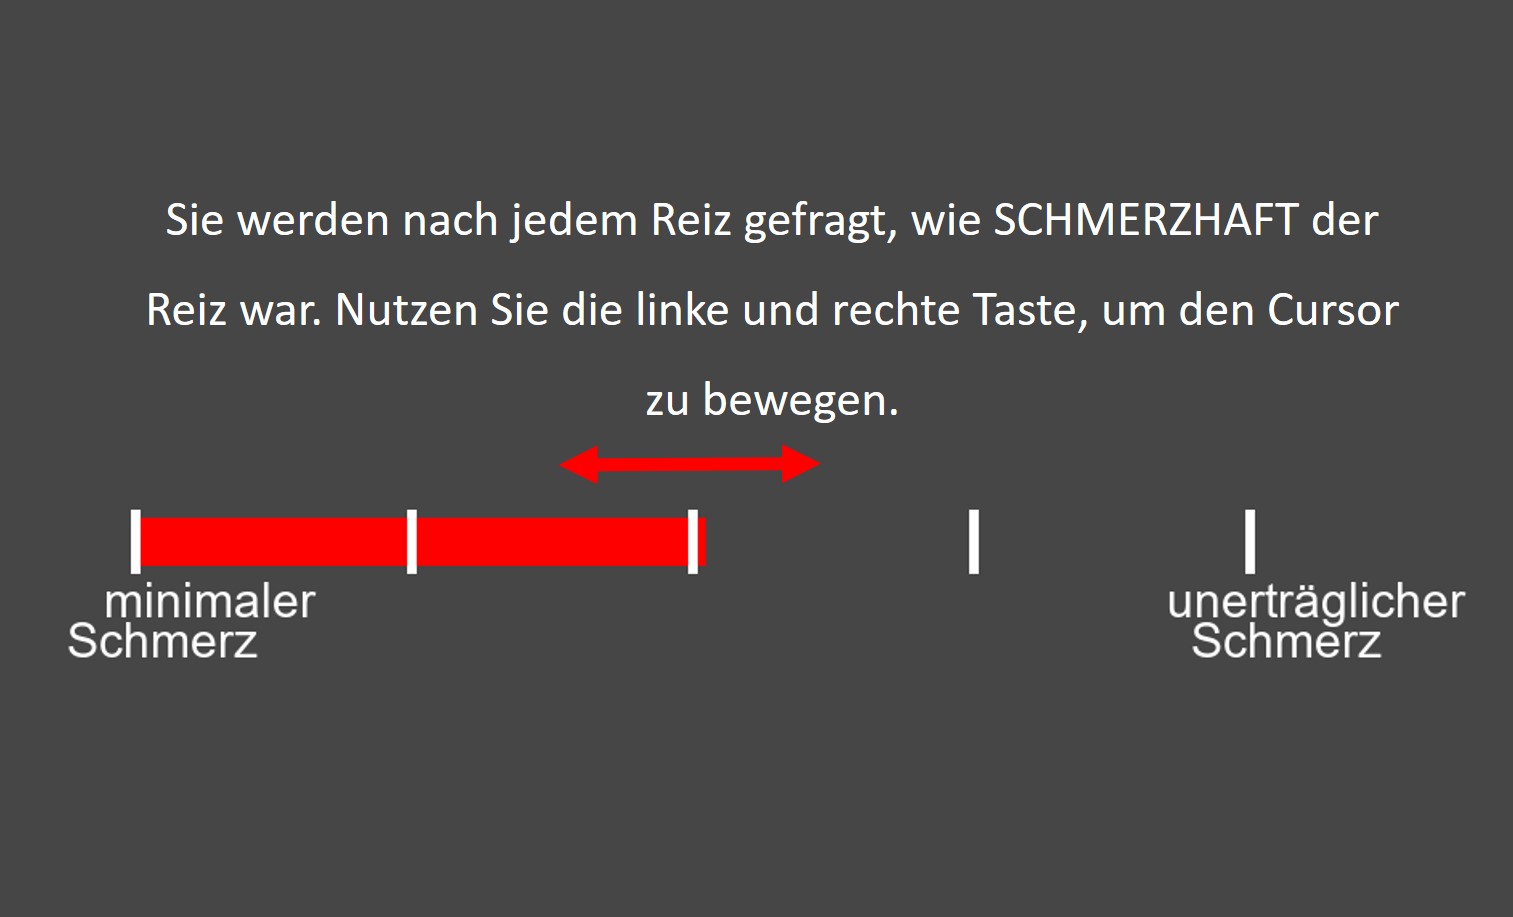 Sie werden nach jedem Reiz gefragt, wie SCHMERZHAFT der
Reiz war. Nutzen Sie die linke und rechte Taste, um den Cursor
zu bewegen.
minimaler
Schmerz
unerträglicher
Schmerz